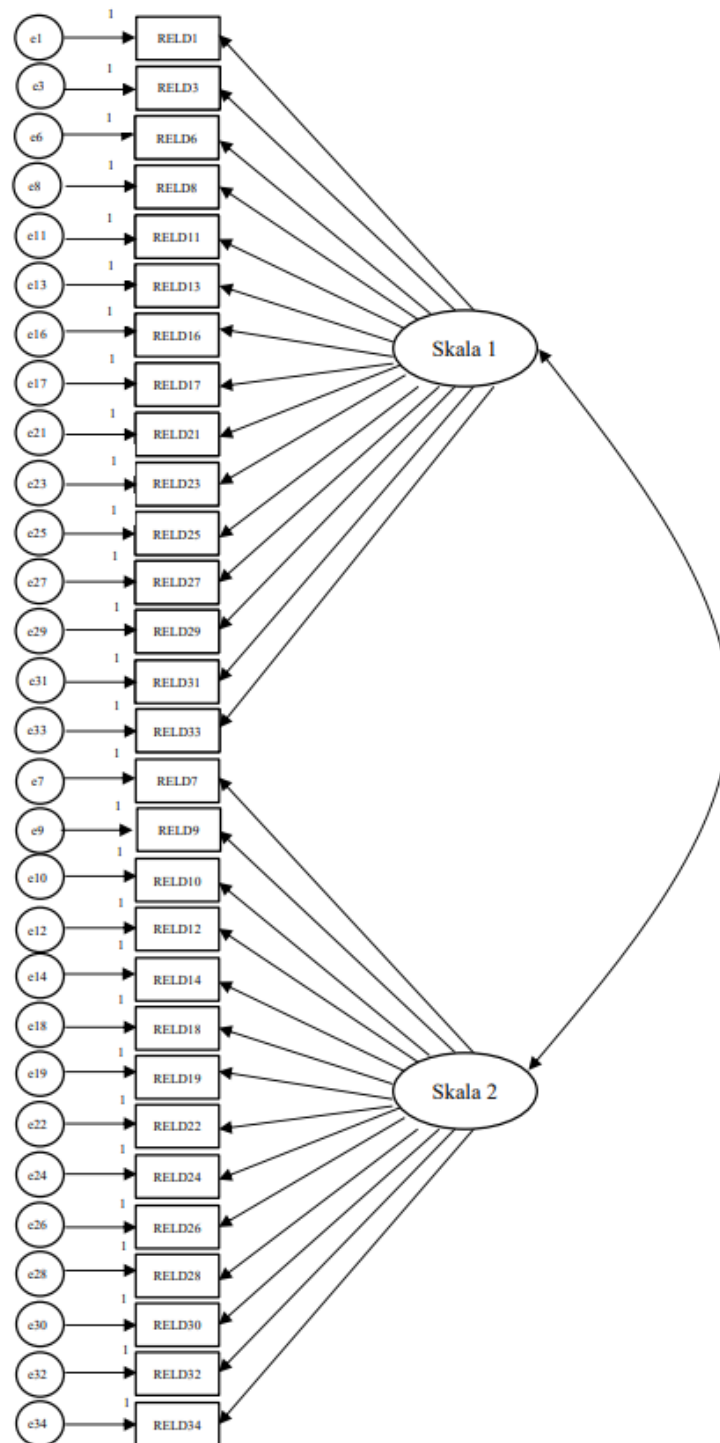 e1 1 RELD1
e3 1 RELD3
e6 1 RELD6
e8 1 RELD8
e11 1 RELD11
e13 1 RELD13
e16 1 RELD16
Skala 1
e17 1 RELD17
e21 1 RELD21
e23 1 RELD23
e25 1 RELD25
e27 1 RELD27
e29 1 RELD29
e31 1 RELD31
e33 1 RELD33
e7 1 RELD7
e9 1 RELD9
e10 1 RELD10
e12 1 RELD12
e14 1 RELD14
e18 1 RELD18
e19 1 RELD19
Skala 2
e22 1 RELD22
e24 1 RELD24
e26 1 RELD26
e28 1 RELD28
e30 1 RELD30
e32 1 RELD32
e34 1 RELD34